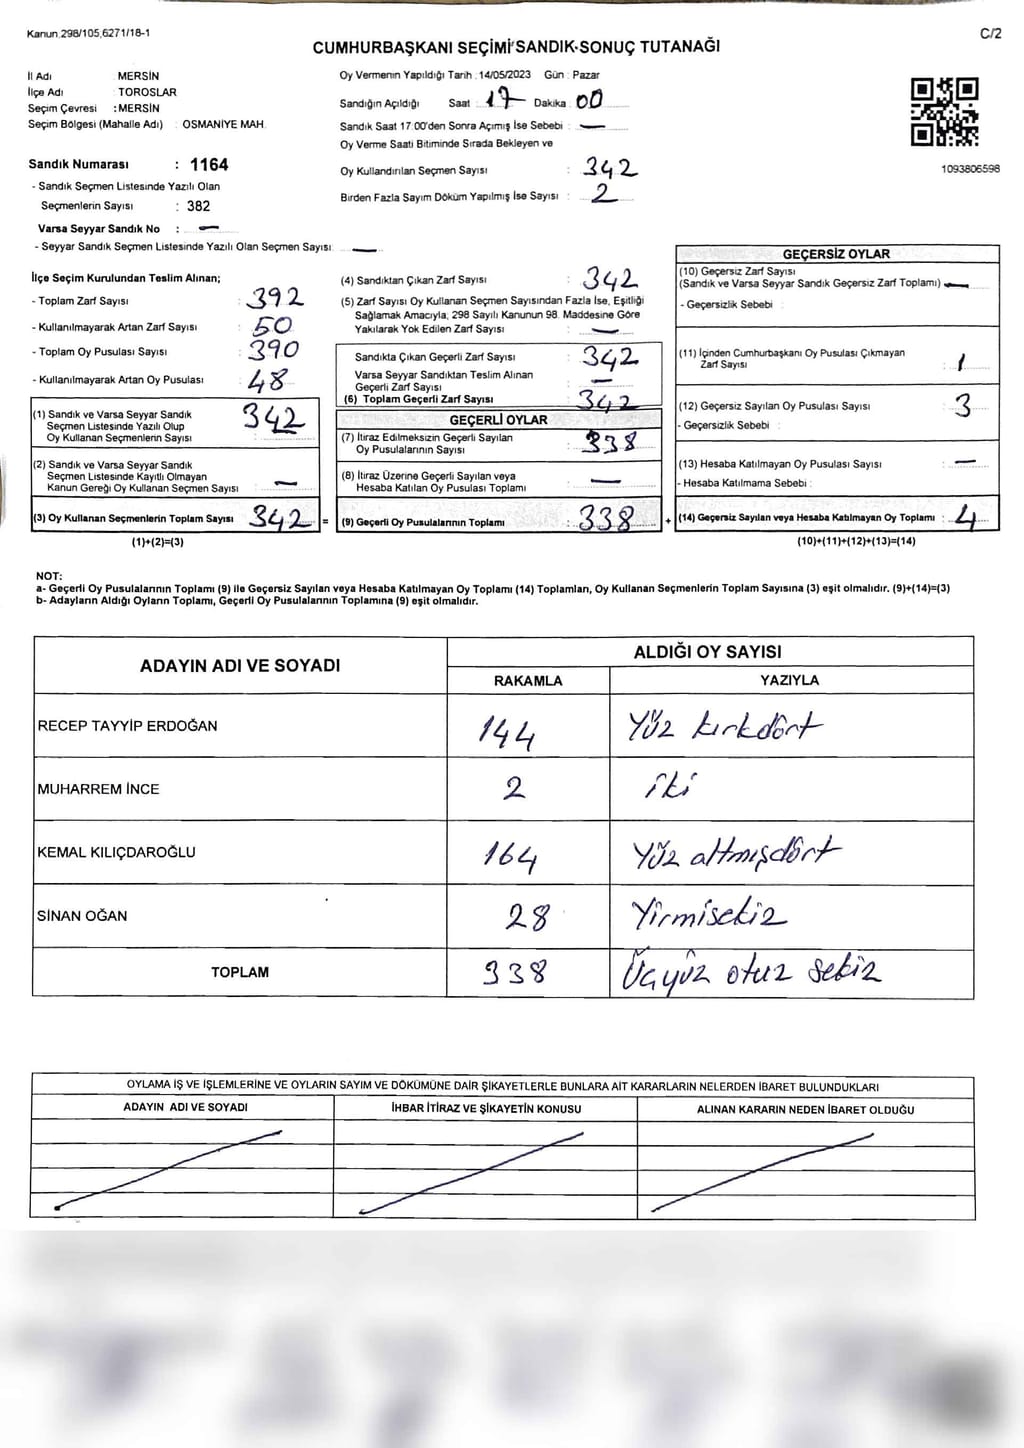 Kanun.298/105,6271/18-1
C/2
CUMHURBAŞKANI SEÇİMİ SANDIK SONUÇ TUTANAĞI
İl Adı MERSİN
İlçe Adı : TOROSLAR
Seçim Çevresi : MERSİN
Seçim Bölgesi (Mahalle Adı) : OSMANİYE MAH.
Oy Vermenin Yapıldığı Tarih : 14/05/2023 Gün : Pazar
Sandığın Açıldığı Saat : 17 Dakika : 00
Sandık Saat 17:00'den Sonra Açımış İse Sebebi : —
Oy Verme Saati Bitiminde Sırada Bekleyen ve
Oy Kullandırılan Seçmen Sayısı : 342
Birden Fazla Sayım Döküm Yapılmış İse Sayısı : 2
1093806598
Sandık Numarası : 1164
- Sandık Seçmen Listesinde Yazılı Olan
Seçmenlerin Sayısı : 382
Varsa Seyyar Sandık No : —
- Seyyar Sandık Seçmen Listesinde Yazılı Olan Seçmen Sayısı : —
İlçe Seçim Kurulundan Teslim Alınan;
- Toplam Zarf Sayısı : 392
- Kullanılmayarak Artan Zarf Sayısı : 50
- Toplam Oy Pusulası Sayısı : 390
- Kullanılmayarak Artan Oy Pusulası : 48
(1) Sandık ve Varsa Seyyar Sandık
Seçmen Listesinde Yazılı Olup
Oy Kullanan Seçmenlerin Sayısı : 342
(2) Sandık ve Varsa Seyyar Sandık
Seçmen Listesinde Kayıtlı Olmayan
Kanun Gereği Oy Kullanan Seçmen Sayısı : —
(3) Oy Kullanan Seçmenlerin Toplam Sayısı 342 =
(1)+(2)=(3)
(4) Sandıktan Çıkan Zarf Sayısı : 342
(5) Zarf Sayısı Oy Kullanan Seçmen Sayısından Fazla İse, Eşitliği
Sağlamak Amacıyla, 298 Sayılı Kanunun 98. Maddesine Göre
Yakılarak Yok Edilen Zarf Sayısı : —
Sandıkta Çıkan Geçerli Zarf Sayısı : 342
Varsa Seyyar Sandıktan Teslim Alınan
Geçerli Zarf Sayısı : —
(6) Toplam Geçerli Zarf Sayısı : 342
GEÇERLİ OYLAR
(7) İtiraz Edilmeksizin Geçerli Sayılan
Oy Pusulalarının Sayısı : 338
(8) İtiraz Üzerine Geçerli Sayılan veya
Hesaba Katılan Oy Pusulası Toplamı : —
(9) Geçerli Oy Pusulalarının Toplamı : 338 +
GEÇERSİZ OYLAR
(10) Geçersiz Zarf Sayısı
(Sandık ve Varsa Seyyar Sandık Geçersiz Zarf Toplamı) : —
- Geçersizlik Sebebi :
(11) İçinden Cumhurbaşkanı Oy Pusulası Çıkmayan
Zarf Sayısı : 1
(12) Geçersiz Sayılan Oy Pusulası Sayısı : 3
- Geçersizlik Sebebi :
(13) Hesaba Katılmayan Oy Pusulası Sayısı : —
- Hesaba Katılmama Sebebi :
(14) Geçersiz Sayılan veya Hesaba Katılmayan Oy Toplamı : 4
(10)+(11)+(12)+(13)=(14)
NOT:
a- Geçerli Oy Pusulalarının Toplamı (9) ile Geçersiz Sayılan veya Hesaba Katılmayan Oy Toplamı (14) Toplamları, Oy Kullanan Seçmenlerin Toplam Sayısına (3) eşit olmalıdır. (9)+(14)=(3)
b- Adayların Aldığı Oyların Toplamı, Geçerli Oy Pusulalarının Toplamına (9) eşit olmalıdır.
ADAYIN ADI VE SOYADI ALDIĞI OY SAYISI
RAKAMLA YAZIYLA
RECEP TAYYİP ERDOĞAN 144 Yüz kırkdört
MUHARREM İNCE 2 iki
KEMAL KILIÇDAROĞLU 164 Yüz altmışdört
SİNAN OĞAN 28 Yirmisekiz
TOPLAM 338 Üçyüz otuz sekiz
OYLAMA İŞ VE İŞLEMLERİNE VE OYLARIN SAYIM VE DÖKÜMÜNE DAİR ŞİKAYETLERLE BUNLARA AİT KARARLARIN NELERDEN İBARET BULUNDUKLARI
ADAYIN ADI VE SOYADI İHBAR İTİRAZ VE ŞİKAYETİN KONUSU ALINAN KARARIN NEDEN İBARET OLDUĞU